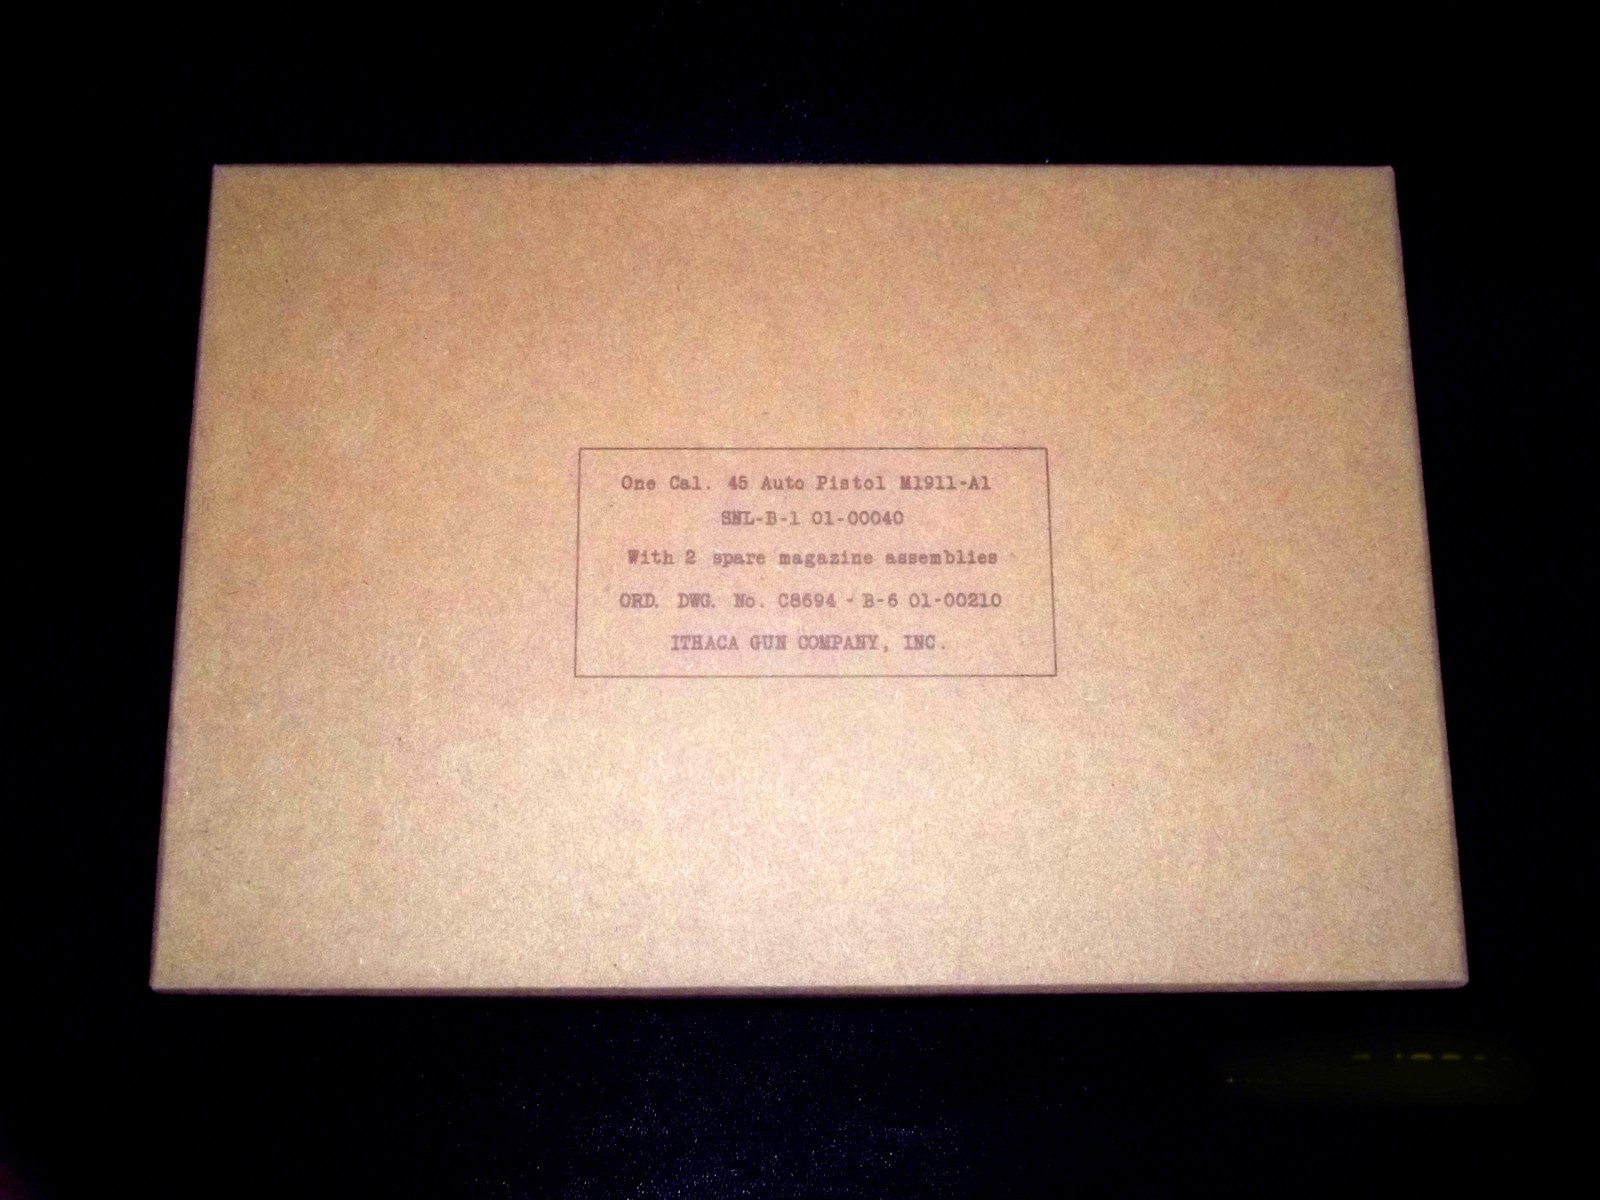 One Cal. 45 Auto Pistol M1911-A1
SNL-B-1 01-00040
With 2 spare magazine assemblies
ORD. DWG. No. C8694 - B-6 01-00210
ITHACA GUN COMPANY, INC.